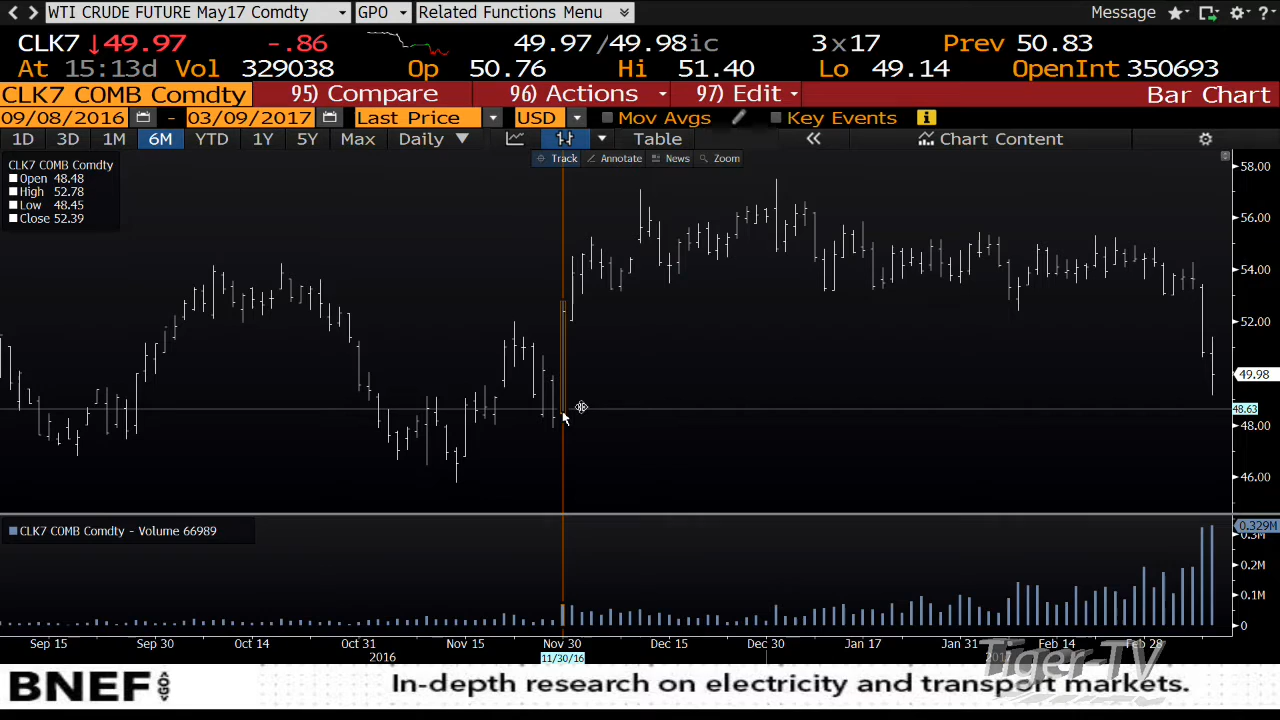 WTI CRUDE FUTURE May17 Comdty GPO Related Functions Menu Message ?
CLK7 ↓49.97 -.86 49.97/49.98ic 3x17 Prev 50.83
At 15:13d Vol 329038 Op 50.76 Hi 51.40 Lo 49.14 OpenInt 350693
CLK7 COMB Comdty 95) Compare 96) Actions 97) Edit Bar Chart
09/08/2016 - 03/09/2017 Last Price USD Mov Avgs Key Events
1D 3D 1M 6M YTD 1Y 5Y Max Daily Table Chart Content
Track Annotate News Zoom
CLK7 COMB Comdty
Open 48.48
High 52.78
Low 48.45
Close 52.39
58.00
56.00
54.00
52.00
49.98
48.63
48.00
46.00
CLK7 COMB Comdty - Volume 66989
0.329M
0.3M
0.2M
0.1M
0
Sep 15 Sep 30 Oct 14 Oct 31 Nov 15 Nov 30 Dec 15 Dec 30 Jan 17 Jan 31 Feb 14 Feb 28
2016 11/30/16
Tiger-TV
BNEF GO In-depth research on electricity and transport markets.